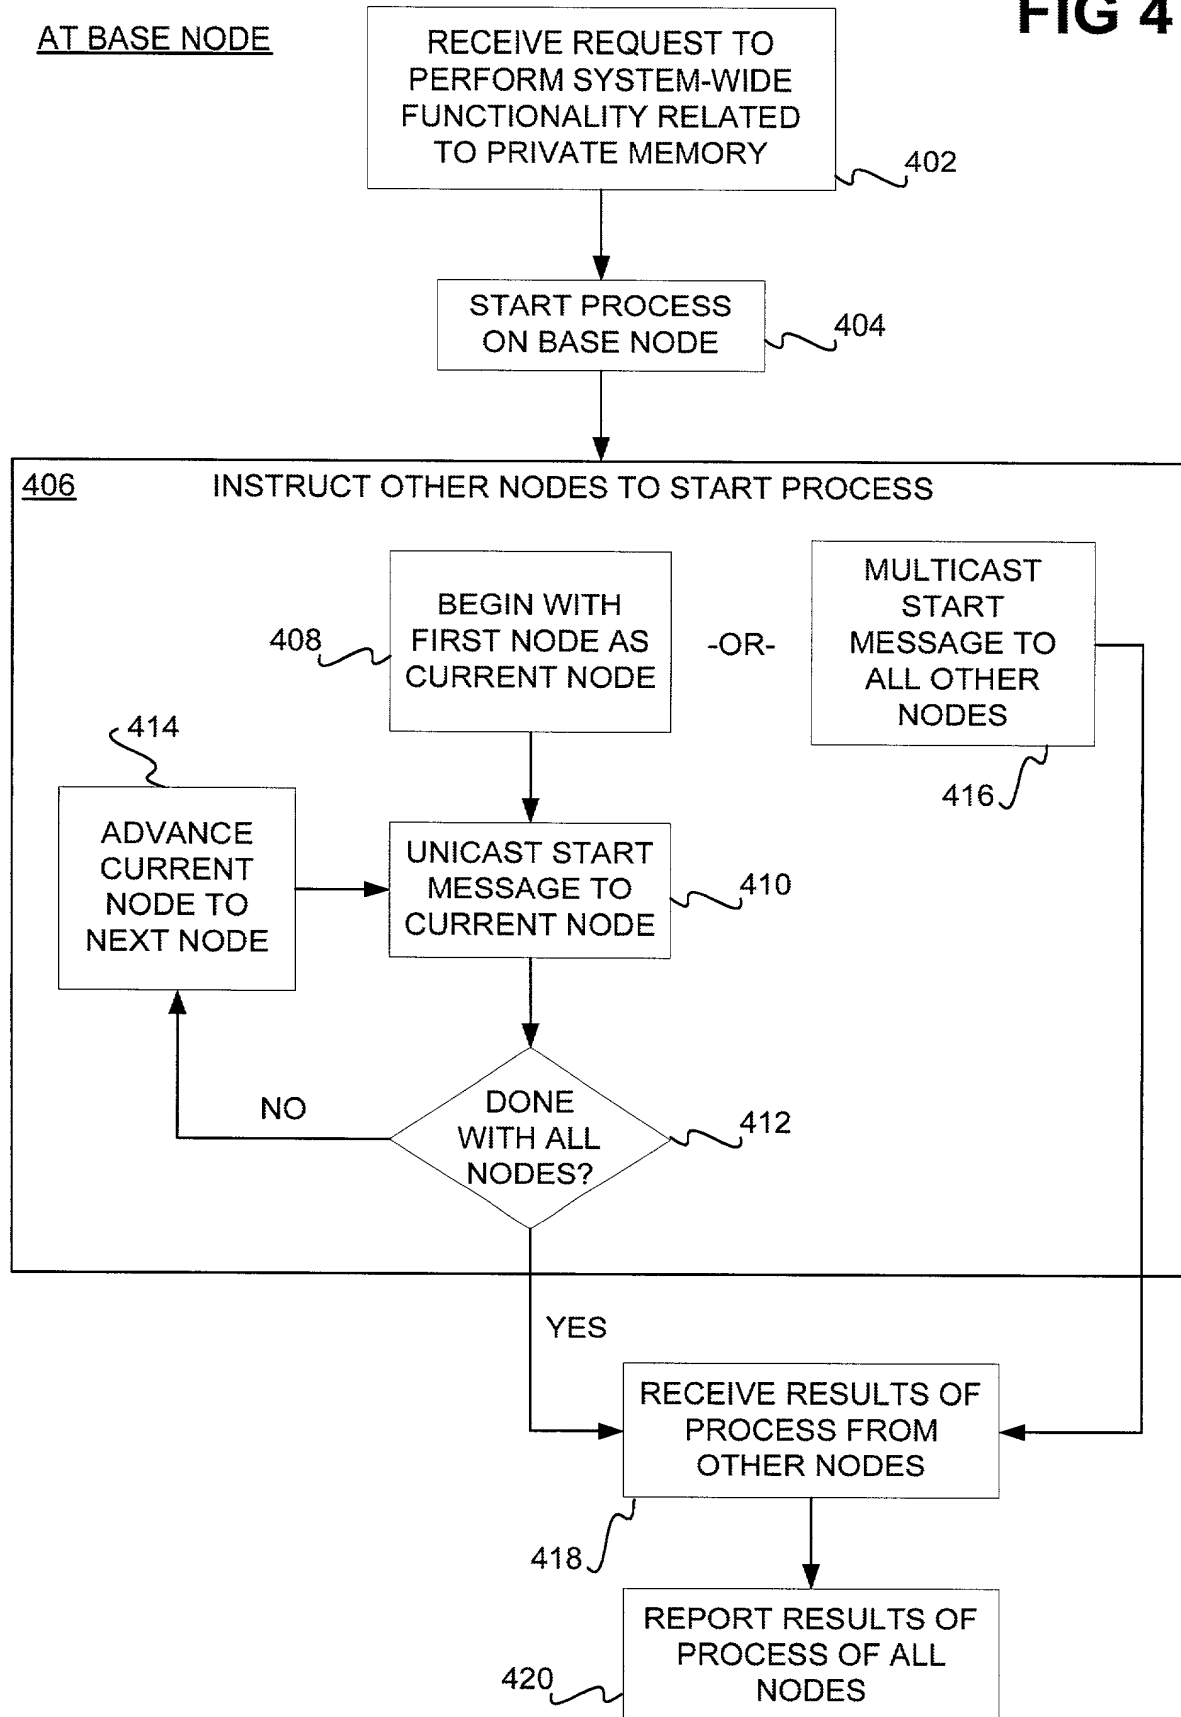 AT BASE NODE
FIG 4
RECEIVE REQUEST TO
PERFORM SYSTEM-WIDE
FUNCTIONALITY RELATED
TO PRIVATE MEMORY
402
START PROCESS
ON BASE NODE
404
406
INSTRUCT OTHER NODES TO START PROCESS
BEGIN WITH
FIRST NODE AS
CURRENT NODE
408
-OR-
MULTICAST
START
MESSAGE TO
ALL OTHER
NODES
416
414
ADVANCE
CURRENT
NODE TO
NEXT NODE
UNICAST START
MESSAGE TO
CURRENT NODE
410
DONE
WITH ALL
NODES?
412
NO
YES
RECEIVE RESULTS OF
PROCESS FROM
OTHER NODES
418
REPORT RESULTS OF
PROCESS OF ALL
NODES
420